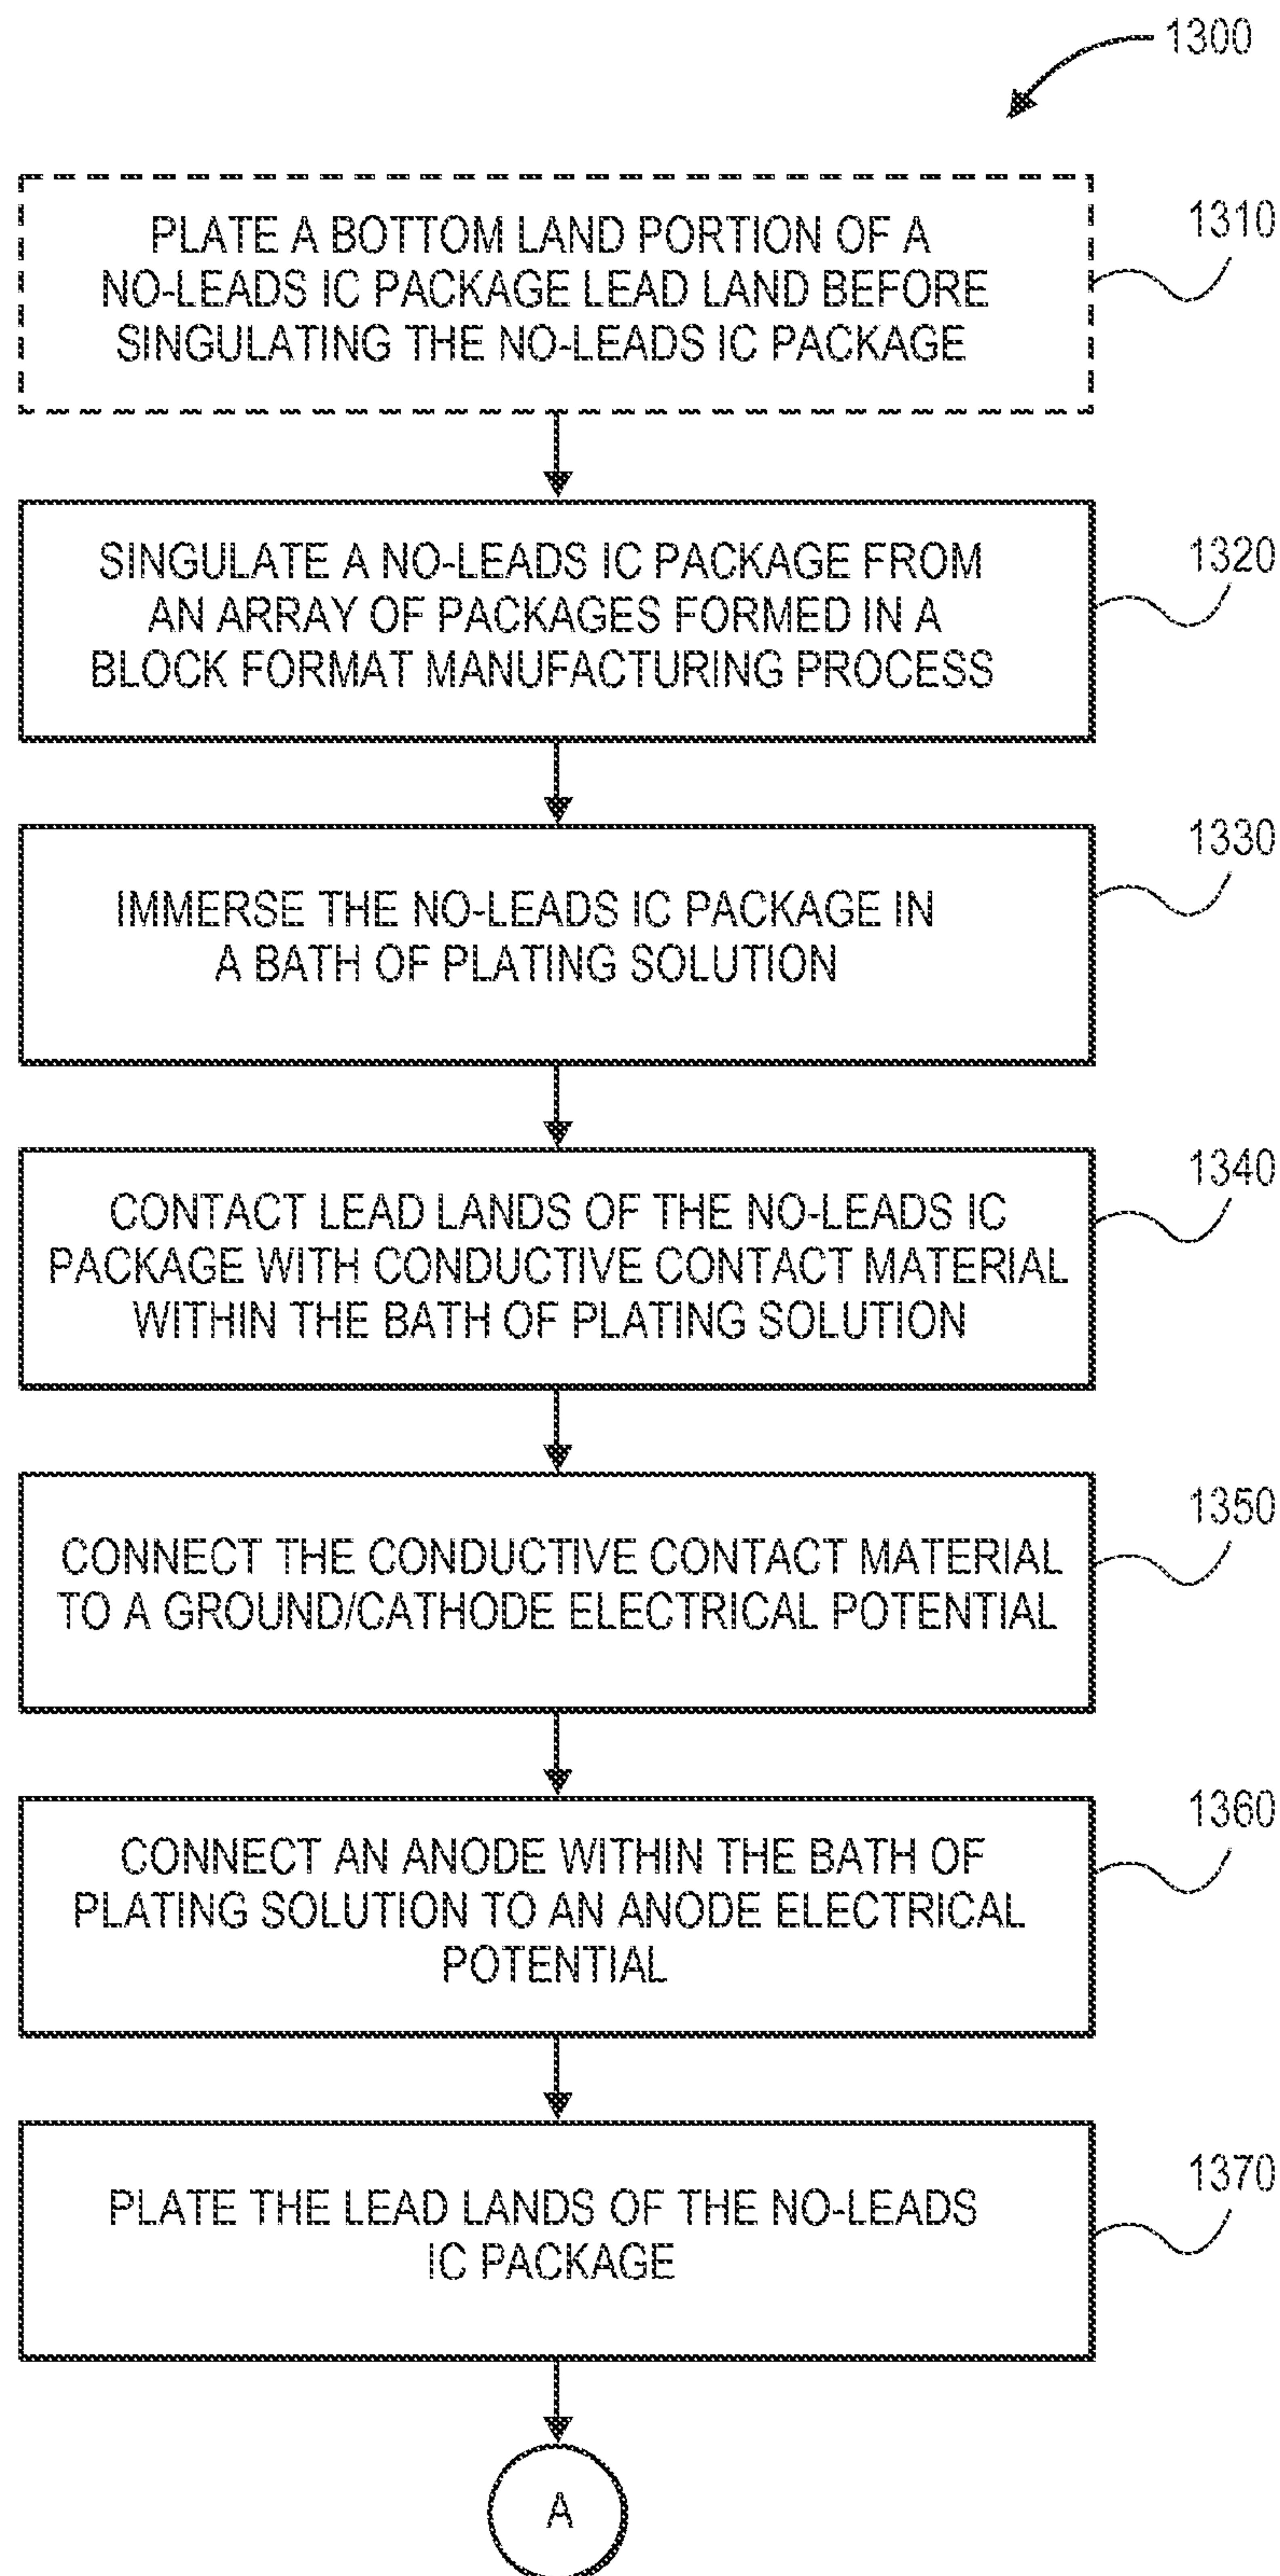 1300
PLATE A BOTTOM LAND PORTION OF A
NO-LEADS IC PACKAGE LEAD LAND BEFORE
SINGULATING THE NO-LEADS IC PACKAGE
1310
SINGULATE A NO-LEADS IC PACKAGE FROM
AN ARRAY OF PACKAGES FORMED IN A
BLOCK FORMAT MANUFACTURING PROCESS
1320
IMMERSE THE NO-LEADS IC PACKAGE IN
A BATH OF PLATING SOLUTION
1330
CONTACT LEAD LANDS OF THE NO-LEADS IC
PACKAGE WITH CONDUCTIVE CONTACT MATERIAL
WITHIN THE BATH OF PLATING SOLUTION
1340
CONNECT THE CONDUCTIVE CONTACT MATERIAL
TO A GROUND/CATHODE ELECTRICAL POTENTIAL
1350
CONNECT AN ANODE WITHIN THE BATH OF
PLATING SOLUTION TO AN ANODE ELECTRICAL
POTENTIAL
1360
PLATE THE LEAD LANDS OF THE NO-LEADS
IC PACKAGE
1370
A